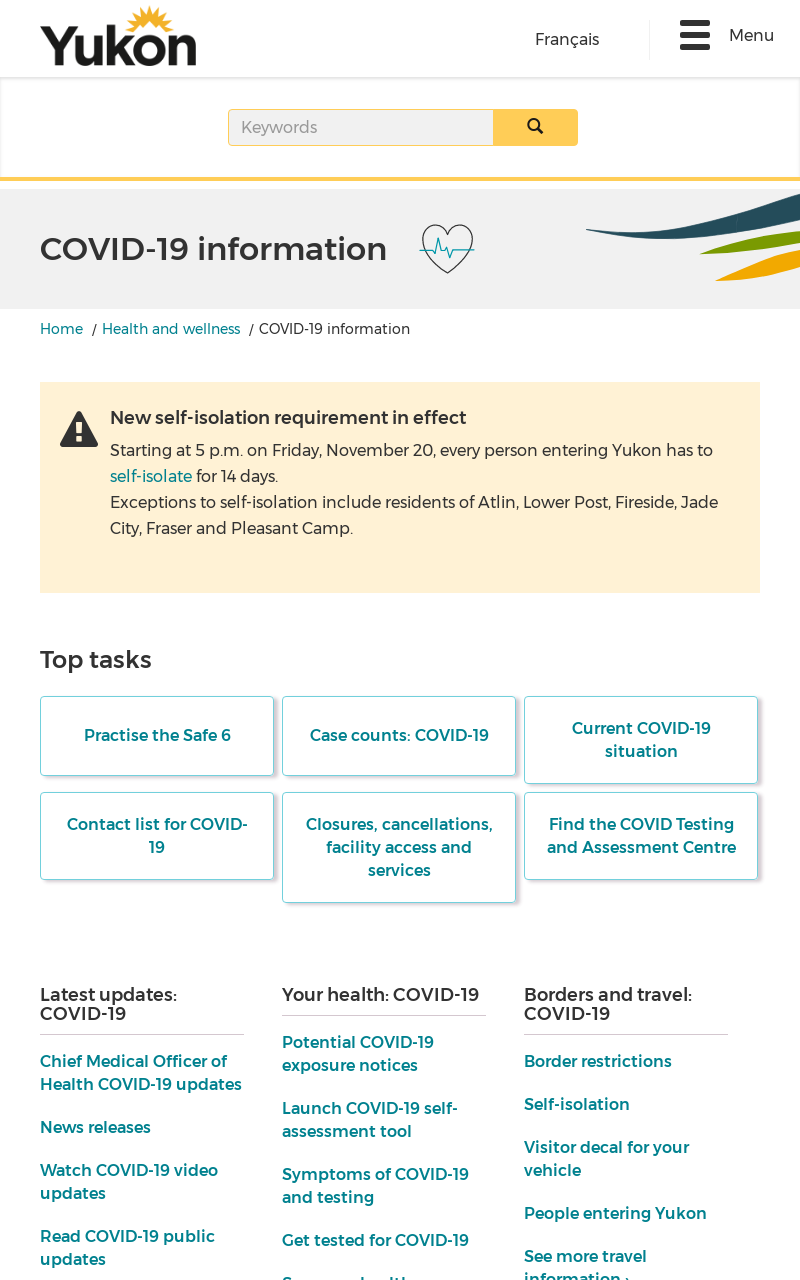 Yukon
Français
Menu
Keywords
COVID-19 information
Home / Health and wellness / COVID-19 information
New self-isolation requirement in effect
Starting at 5 p.m. on Friday, November 20, every person entering Yukon has to
self-isolate for 14 days.
Exceptions to self-isolation include residents of Atlin, Lower Post, Fireside, Jade
City, Fraser and Pleasant Camp.
Top tasks
Practise the Safe 6
Case counts: COVID-19
Current COVID-19
situation
Contact list for COVID-
19
Closures, cancellations,
facility access and
services
Find the COVID Testing
and Assessment Centre
Latest updates:
COVID-19
Chief Medical Officer of
Health COVID-19 updates
News releases
Watch COVID-19 video
updates
Read COVID-19 public
updates
Your health: COVID-19
Potential COVID-19
exposure notices
Launch COVID-19 self-
assessment tool
Symptoms of COVID-19
and testing
Get tested for COVID-19
Borders and travel:
COVID-19
Border restrictions
Self-isolation
Visitor decal for your
vehicle
People entering Yukon
See more travel
information ›